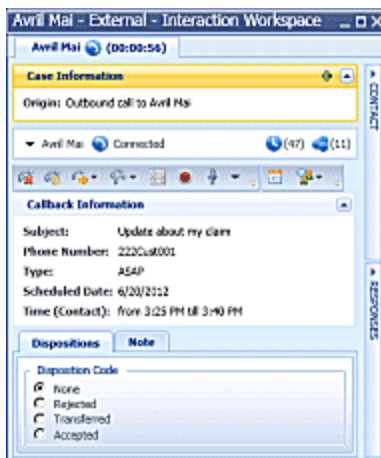 Avril Mai - External - Interaction Workspace
Avril Mai (00:00:56)
Case Information
Origin: Outbound call to Avril Mai
Avril Mai Connected (47) (11)
Callback Information
Subject: Update about my claim
Phone Number: 222Cust001
Type: ASAP
Scheduled Date: 6/20/2012
Time (Contact): from 3:25 PM till 3:40 PM
Dispositions Note
Disposition Code
None
Rejected
Transferred
Accepted
CONTACT
RESPONSES